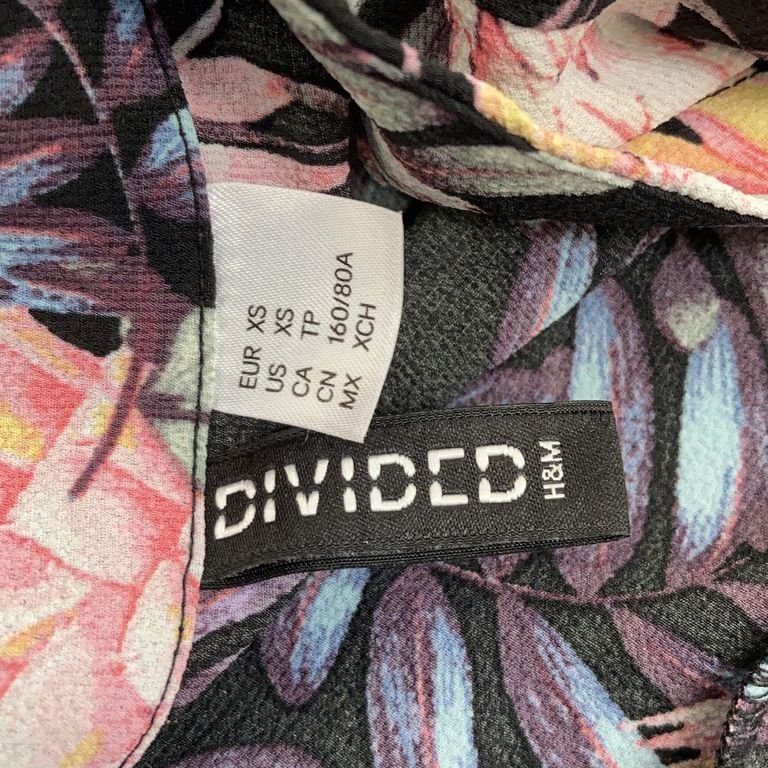 EUR XS
US XS
CA TP
CN 160/80A
MX XCH
DIVIDED
H&M